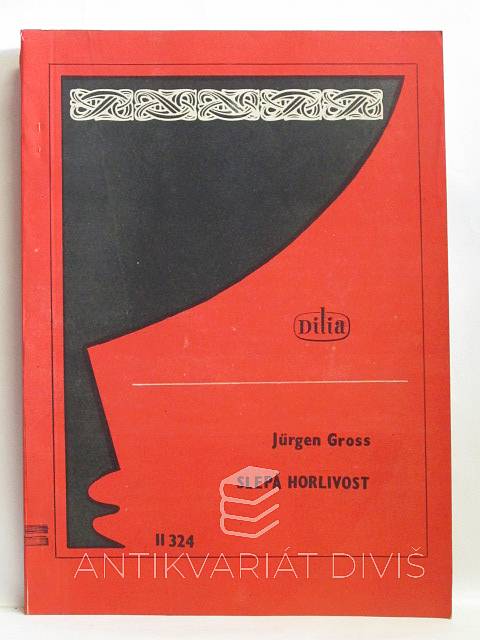 Dilia
Jürgen Gross
SLEPÁ HORLIVOST
II 324
ANTIKVARIÁT DIVIŠ